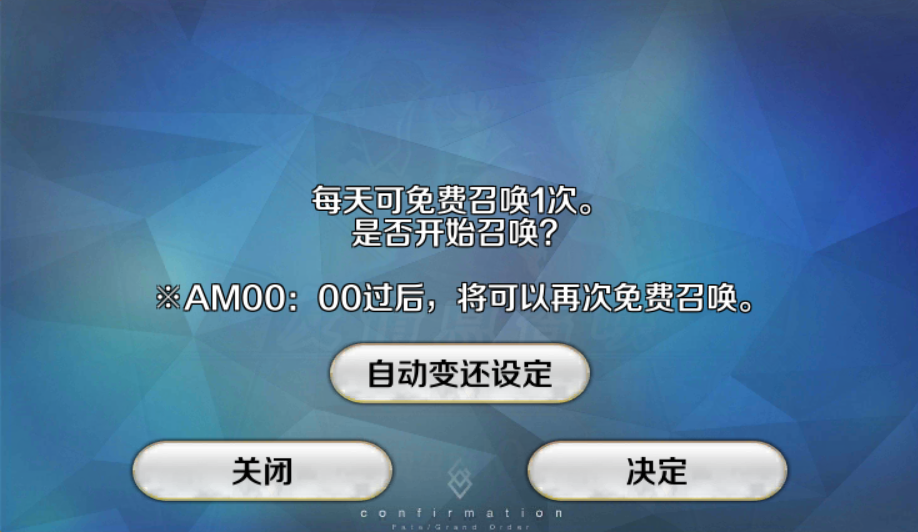 每天可免费召唤1次。
是否开始召唤？
※AM00：00过后，将可以再次免费召唤。
自动变还设定
关闭
决定
confirmation
Fate/Grand Order